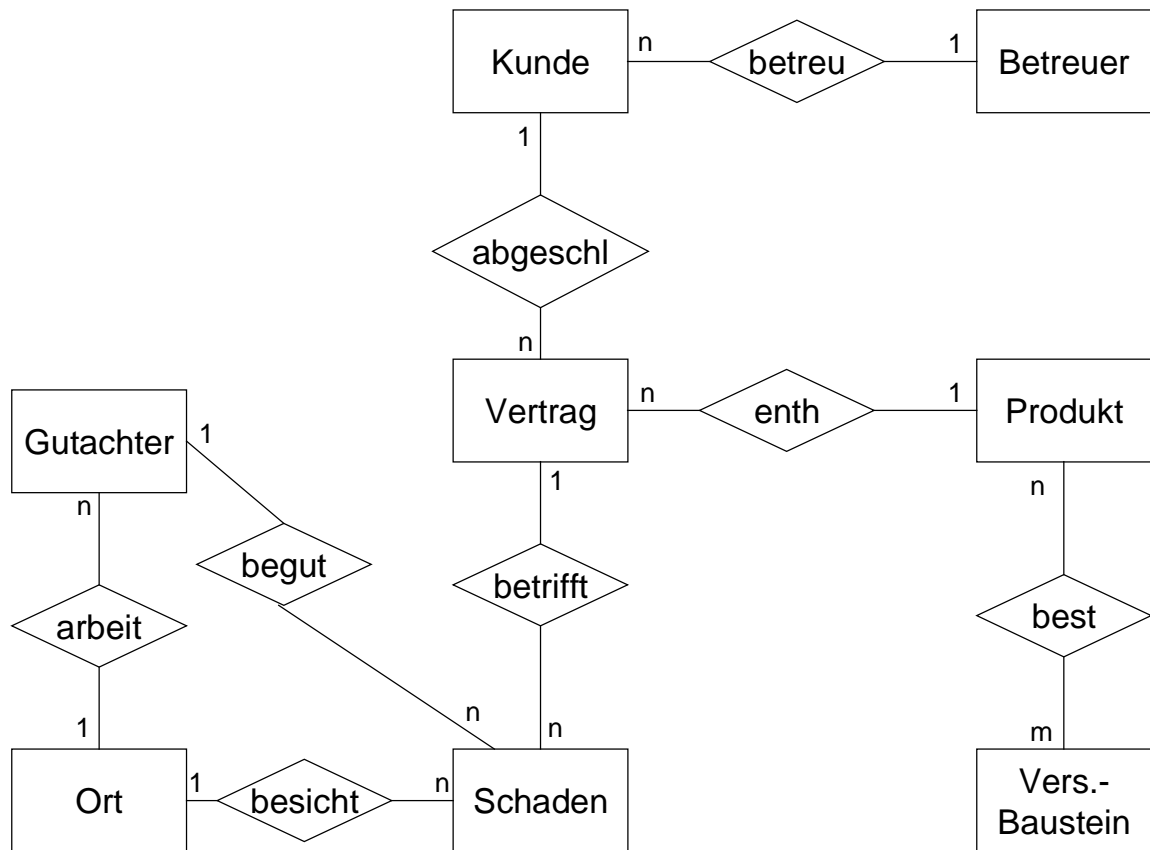 Kunde
n
betreu
1
Betreuer
1
abgeschl
n
Vertrag
n
enth
1
Produkt
Gutachter
1
n
1
n
begut
betrifft
arbeit
best
1
n
n
m
Ort
1
besicht
n
Schaden
Vers.-
Baustein